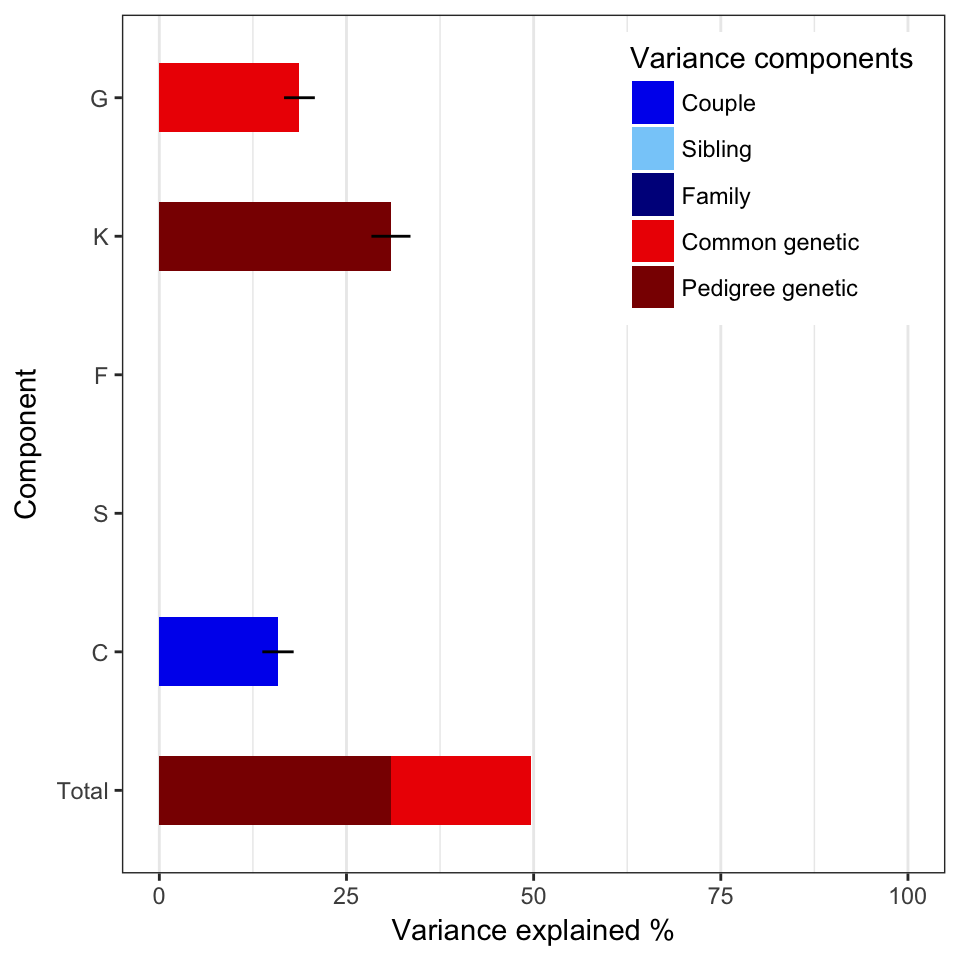 Variance components
Couple
Sibling
Family
Common genetic
Pedigree genetic
G
K
F
S
C
Total
Component
0 25 50 75 100
Variance explained %